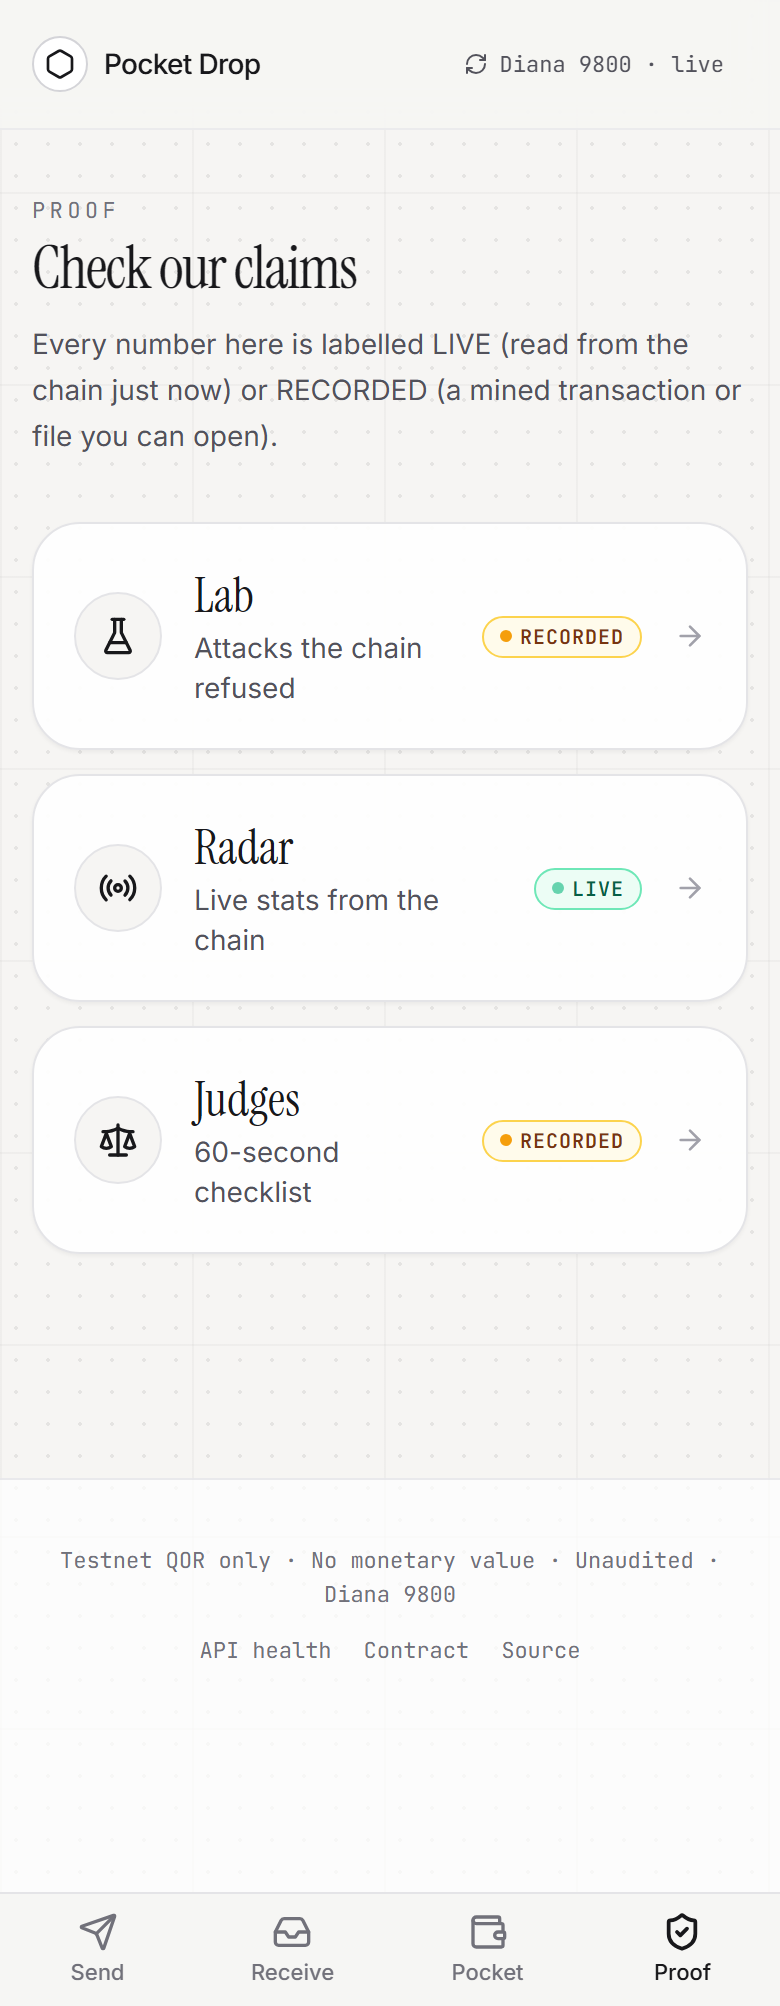 Pocket Drop
Diana 9800 · live
PROOF
Check our claims
Every number here is labelled LIVE (read from the
chain just now) or RECORDED (a mined transaction or
file you can open).
Lab
Attacks the chain
refused
RECORDED
Radar
Live stats from the
chain
LIVE
Judges
60-second
checklist
RECORDED
Testnet QOR only · No monetary value · Unaudited ·
Diana 9800
API health Contract Source
Send Receive Pocket Proof